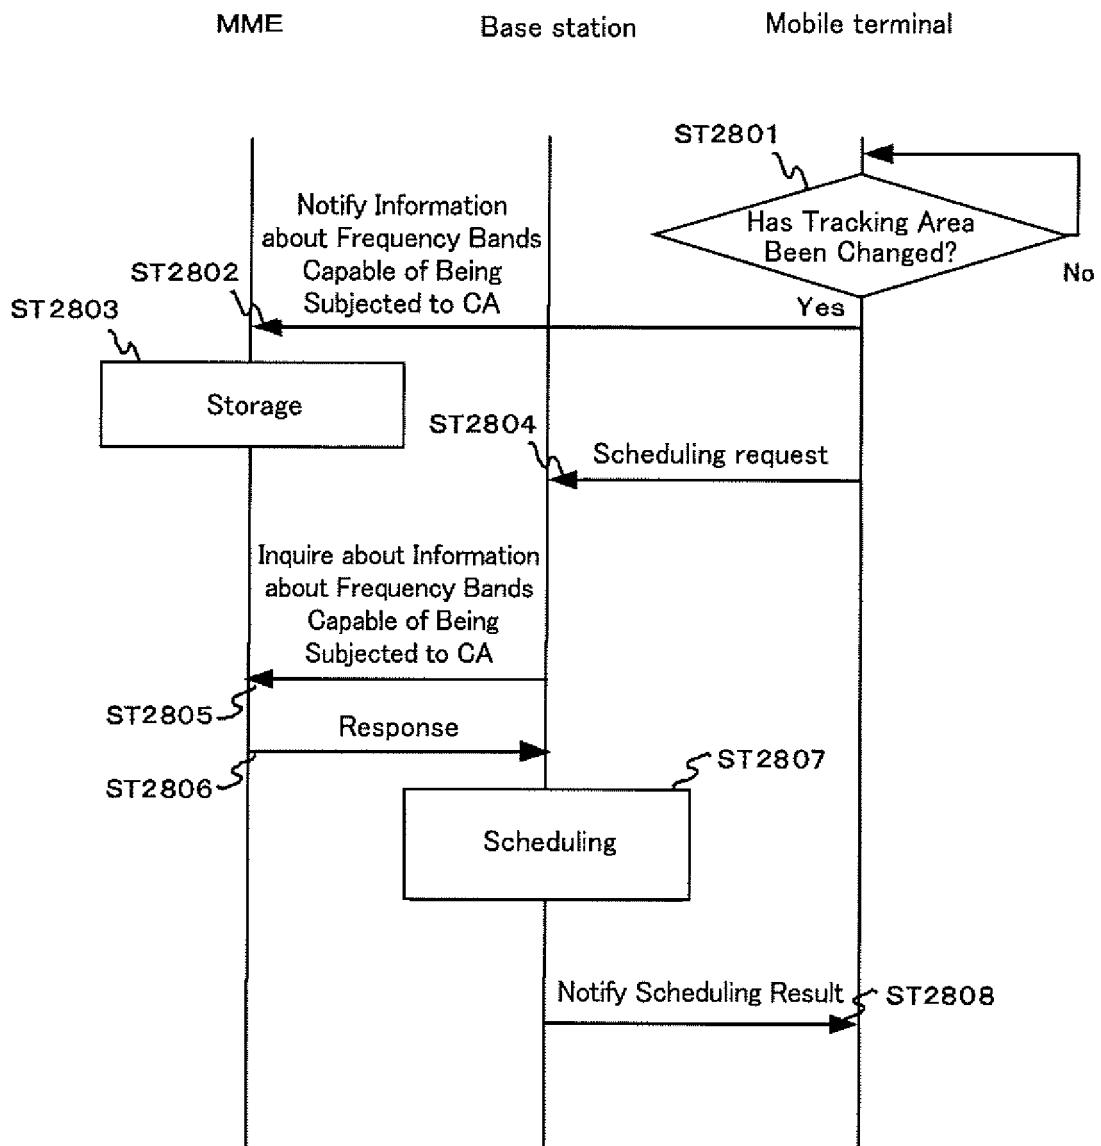 MME
Base station
Mobile terminal
ST2801
Has Tracking Area
Been Changed?
No
Yes
Notify Information
about Frequency Bands
Capable of Being
Subjected to CA
ST2802
ST2803
Storage
ST2804
Scheduling request
Inquire about Information
about Frequency Bands
Capable of Being
Subjected to CA
ST2805
Response
ST2806
ST2807
Scheduling
Notify Scheduling Result
ST2808